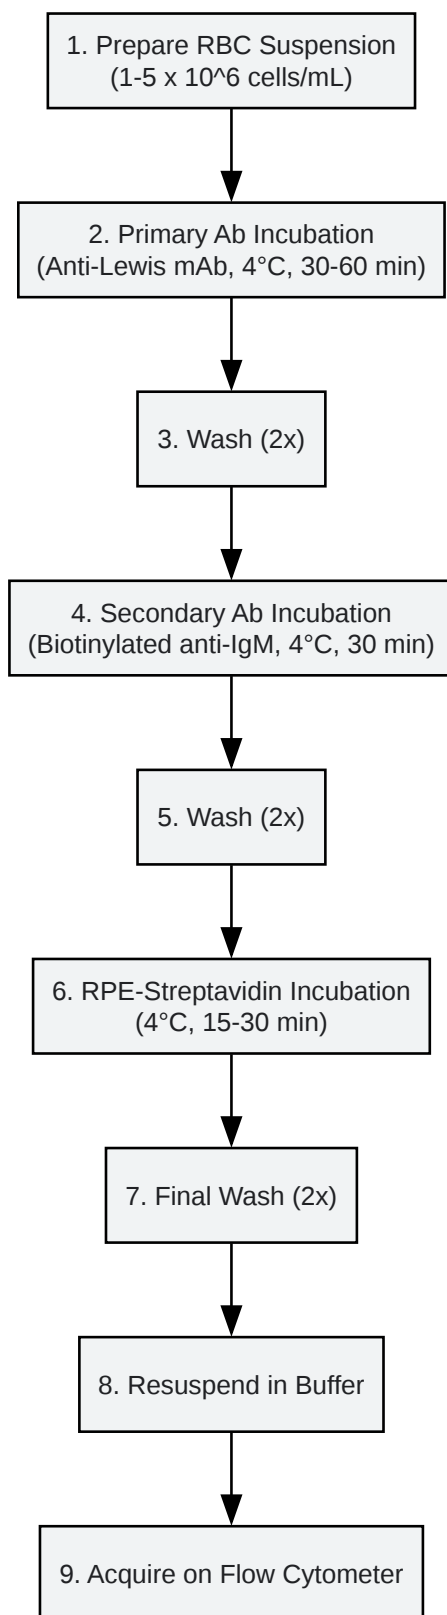 1. Prepare RBC Suspension
(1-5 x 10^6 cells/mL)
2. Primary Ab Incubation
(Anti-Lewis mAb, 4°C, 30-60 min)
3. Wash (2x)
4. Secondary Ab Incubation
(Biotinylated anti-IgM, 4°C, 30 min)
5. Wash (2x)
6. RPE-Streptavidin Incubation
(4°C, 15-30 min)
7. Final Wash (2x)
8. Resuspend in Buffer
9. Acquire on Flow Cytometer